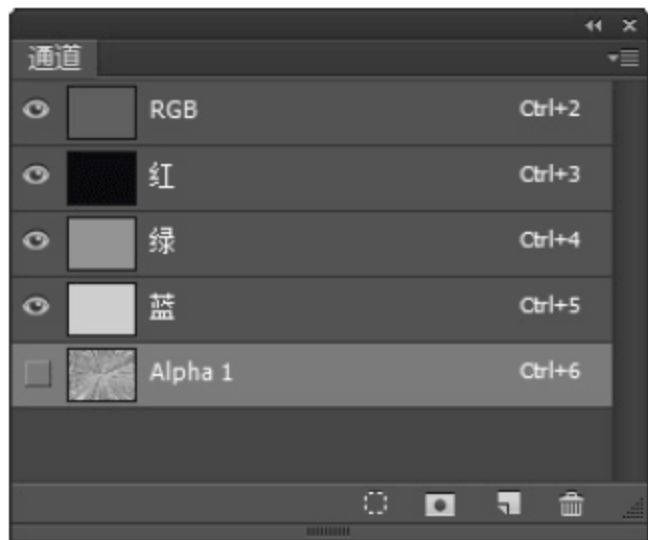 通道
RGB Ctrl+2
红 Ctrl+3
绿 Ctrl+4
蓝 Ctrl+5
Alpha 1 Ctrl+6